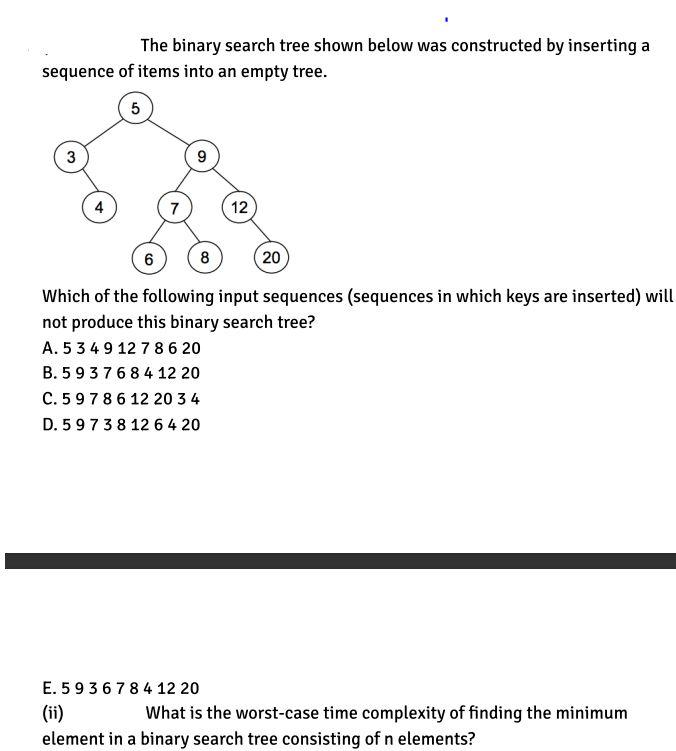 The binary search tree shown below was constructed by inserting a
sequence of items into an empty tree.
5
3
9
4
7
12
6
8
20
Which of the following input sequences (sequences in which keys are inserted) will
not produce this binary search tree?
A. 5 3 4 9 12 7 8 6 20
B. 5 9 3 7 6 8 4 12 20
C. 5 9 7 8 6 12 20 3 4
D. 5 9 7 3 8 12 6 4 20
E. 5 9 3 6 7 8 4 12 20
(ii) What is the worst-case time complexity of finding the minimum
element in a binary search tree consisting of n elements?